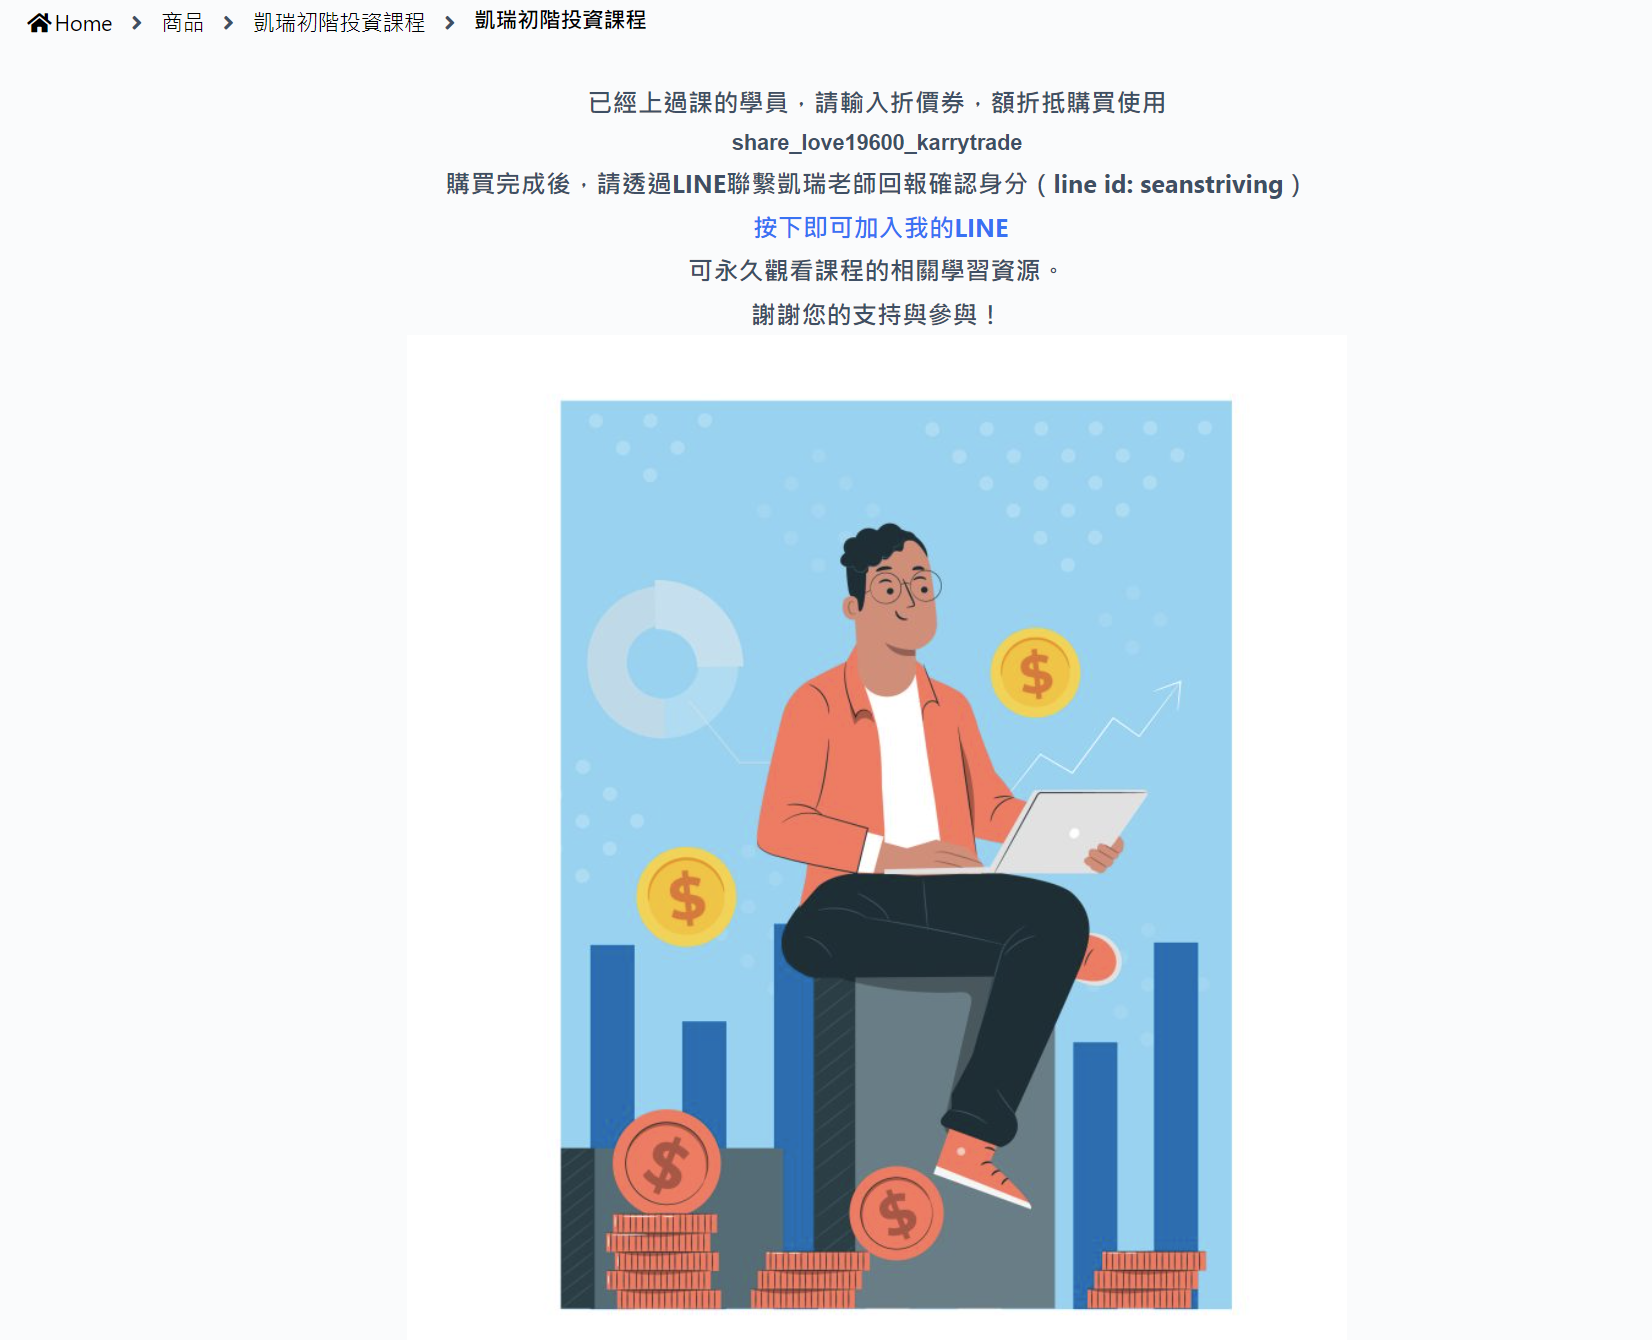 Home > 商品 > 凱瑞初階投資課程 > 凱瑞初階投資課程
已經上過課的學員，請輸入折價券，額折抵購買使用
share_love19600_karrytrade
購買完成後，請透過LINE聯繫凱瑞老師回報確認身分（line id: seanstriving）
按下即可加入我的LINE
可永久觀看課程的相關學習資源。
謝謝您的支持與參與！
$
$
$
$